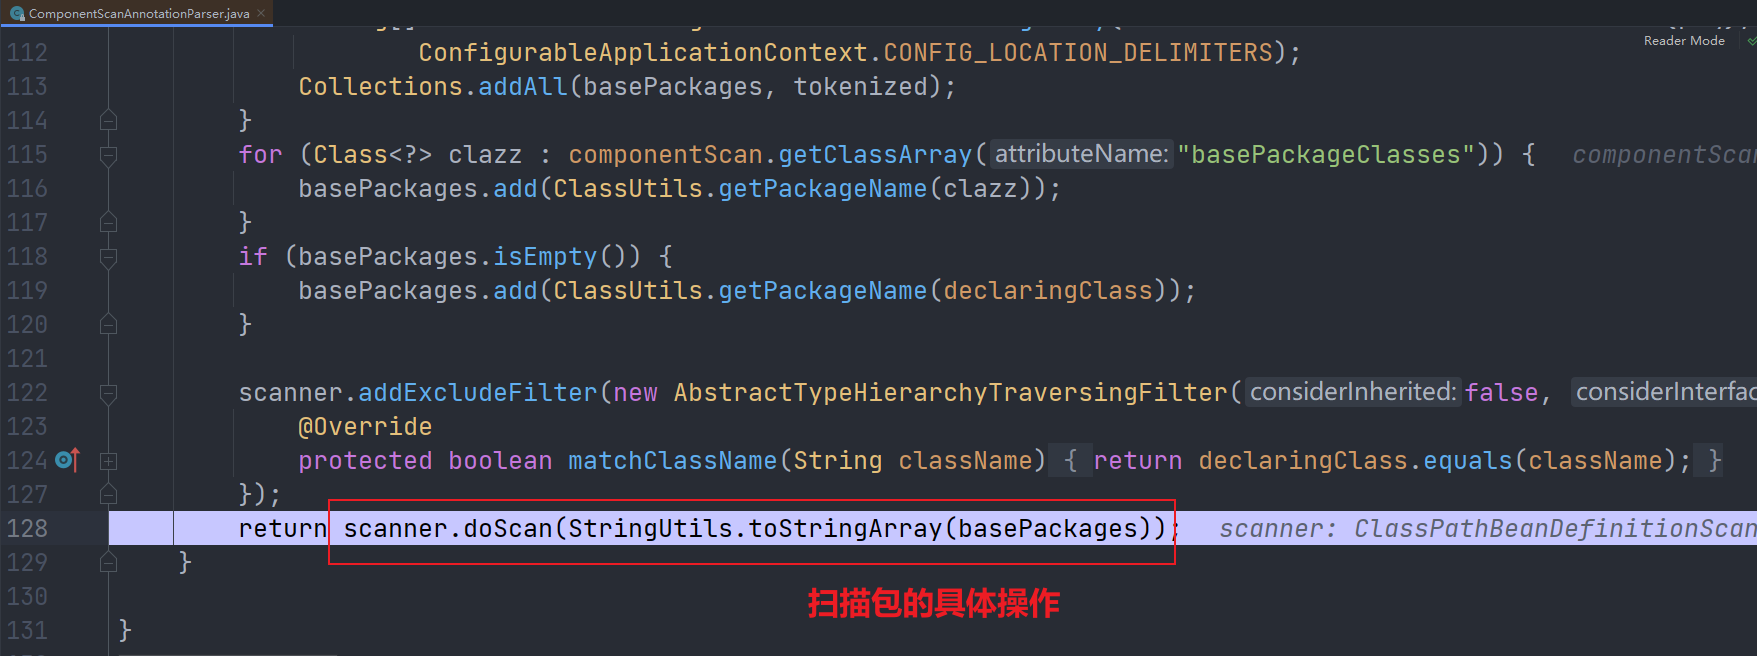 ComponentScanAnnotationParser.java
Reader Mode
112 ConfigurableApplicationContext.CONFIG_LOCATION_DELIMITERS);
113 Collections.addAll(basePackages, tokenized);
114 }
115 for (Class<?> clazz : componentScan.getClassArray( attributeName: "basePackageClasses")) { componentScan
116 basePackages.add(ClassUtils.getPackageName(clazz));
117 }
118 if (basePackages.isEmpty()) {
119 basePackages.add(ClassUtils.getPackageName(declaringClass));
120 }
121
122 scanner.addExcludeFilter(new AbstractTypeHierarchyTraversingFilter( considerInherited: false, considerInterfac
123 @Override
124 protected boolean matchClassName(String className) { return declaringClass.equals(className); }
127 });
128 return scanner.doScan(StringUtils.toStringArray(basePackages)); scanner: ClassPathBeanDefinitionScan
129 }
扫描包的具体操作
130
131 }